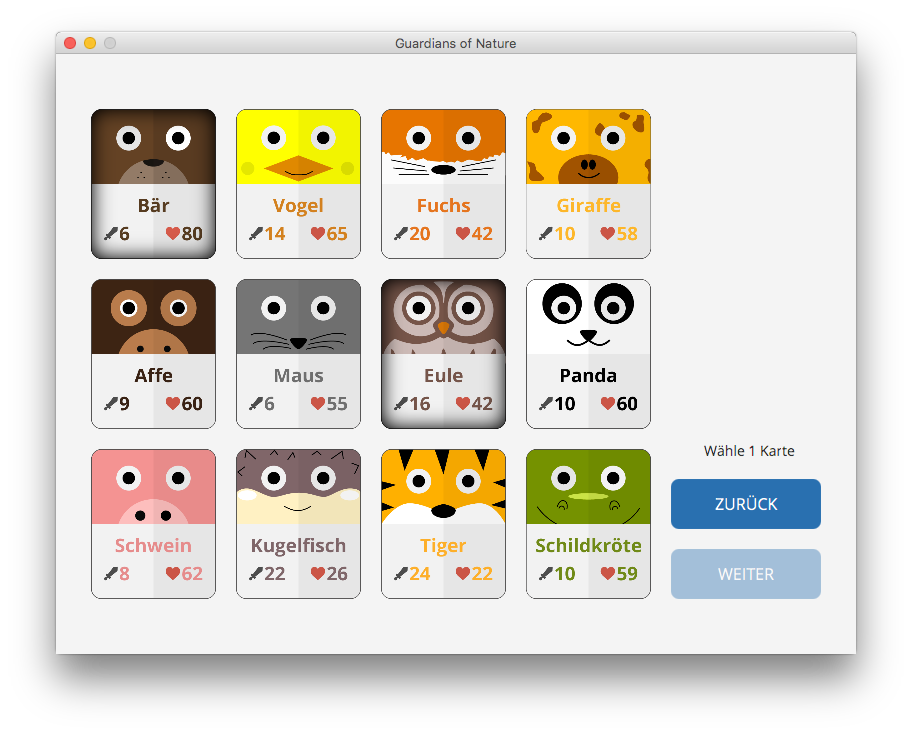 Guardians of Nature
Bär
6 80
Vogel
14 65
Fuchs
20 42
Giraffe
10 58
Affe
9 60
Maus
6 55
Eule
16 42
Panda
10 60
Schwein
8 62
Kugelfisch
22 26
Tiger
24 22
Schildkröte
10 59
Wähle 1 Karte
ZURÜCK
WEITER